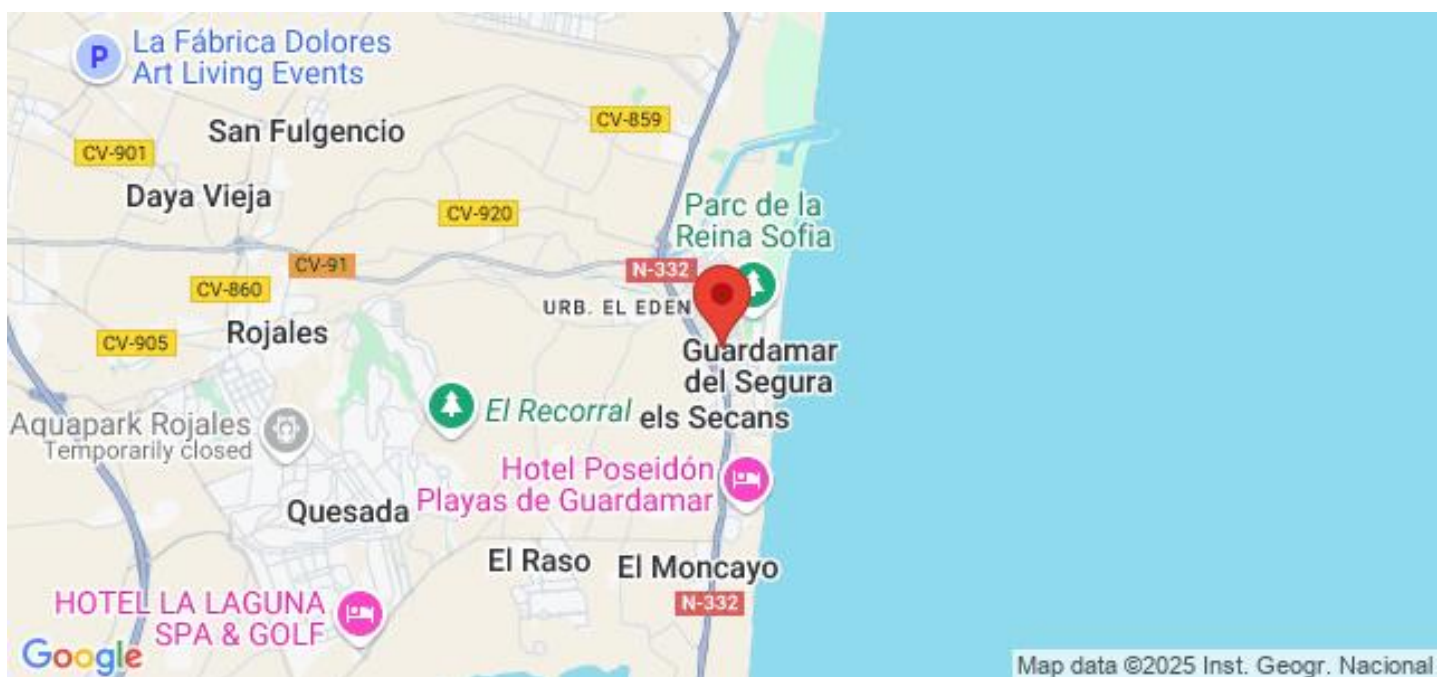 La Fábrica Dolores
Art Living Events
San Fulgencio
CV-859
CV-901
Daya Vieja
CV-920
Parc de la
Reina Sofia
CV-91
N-332
CV-860
URB. EL EDEN
Rojales
CV-905
Guardamar
del Segura
El Recorral
els Secans
Aquapark Rojales
Temporarily closed
Hotel Poseidón
Playas de Guardamar
Quesada
El Raso
El Moncayo
HOTEL LA LAGUNA
SPA & GOLF
N-332
Google
Map data ©2025 Inst. Geogr. Nacional